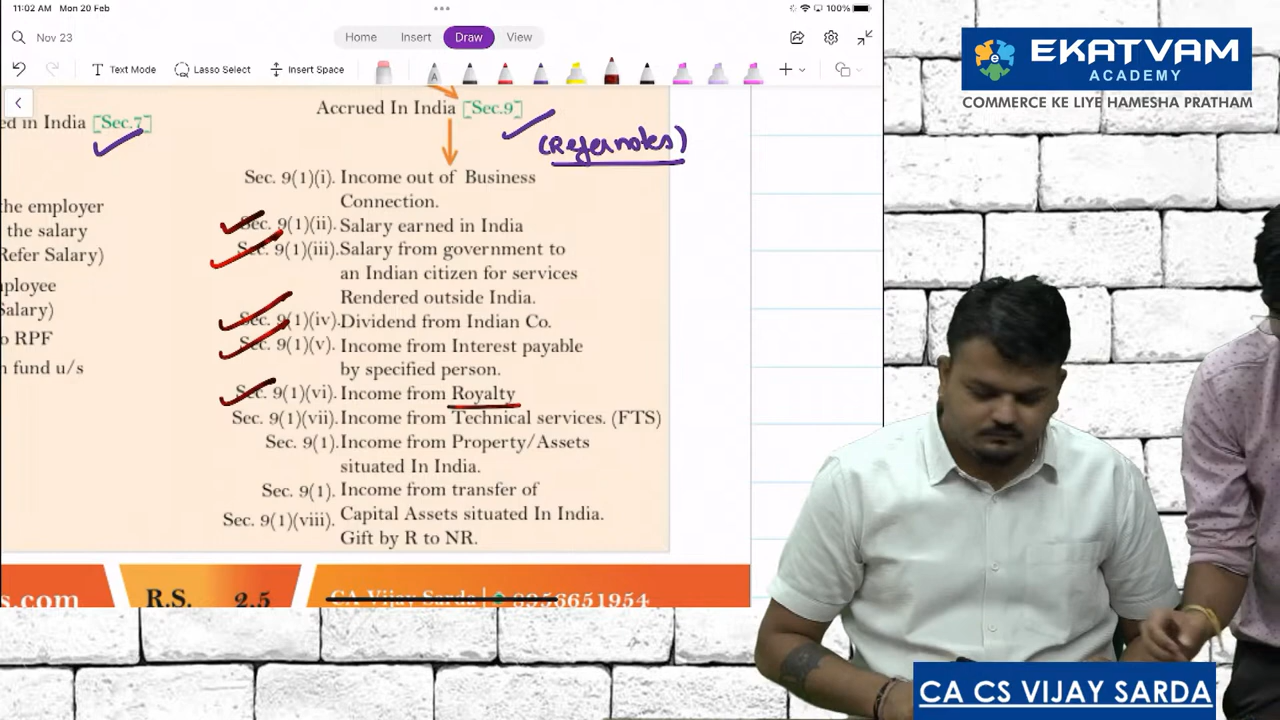 11:02 AM Mon 20 Feb
100%
Nov 23
Home Insert Draw View
Text Mode
Lasso Select
Insert Space
ed in India [Sec.7]
the employer
the salary
Refer Salary)
ployee
Salary)
o RPF
n fund u/s
Accrued In India [Sec.9]
(Refer notes)
Sec. 9(1)(i). Income out of Business
Connection.
Sec. 9(1)(ii). Salary earned in India
Sec. 9(1)(iii). Salary from government to
an Indian citizen for services
Rendered outside India.
Sec. 9(1)(iv). Dividend from Indian Co.
Sec. 9(1)(v). Income from Interest payable
by specified person.
Sec. 9(1)(vi). Income from Royalty
Sec. 9(1)(vii). Income from Technical services. (FTS)
Sec. 9(1). Income from Property/Assets
situated In India.
Sec. 9(1). Income from transfer of
Capital Assets situated In India.
Sec. 9(1)(viii). Gift by R to NR.
s.com
R.S. 2.5
CA Vijay Sarda | 8956651954
EKATVAM
ACADEMY
COMMERCE KE LIYE HAMESHA PRATHAM
CA CS VIJAY SARDA